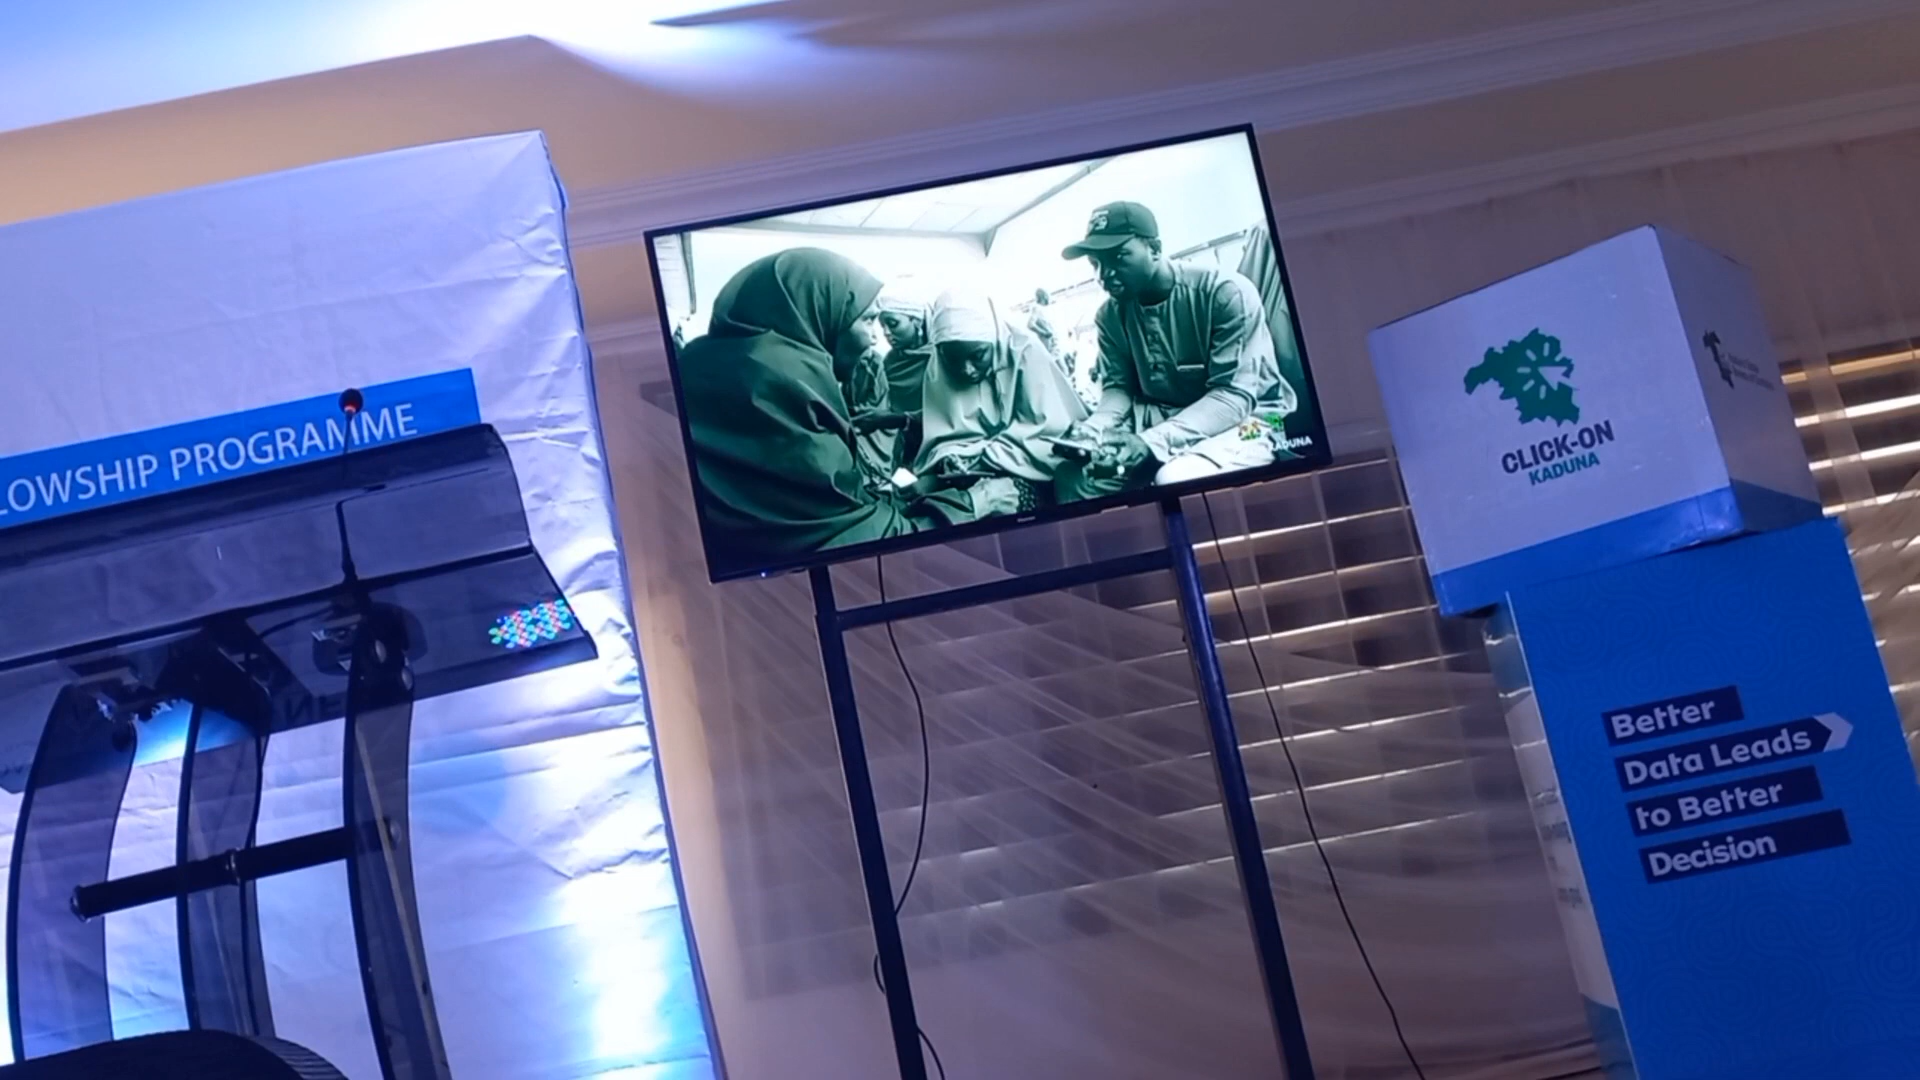 LOWSHIP PROGRAMME
KADUNA
CLICK-ON
KADUNA
Better
Data Leads
to Better
Decision